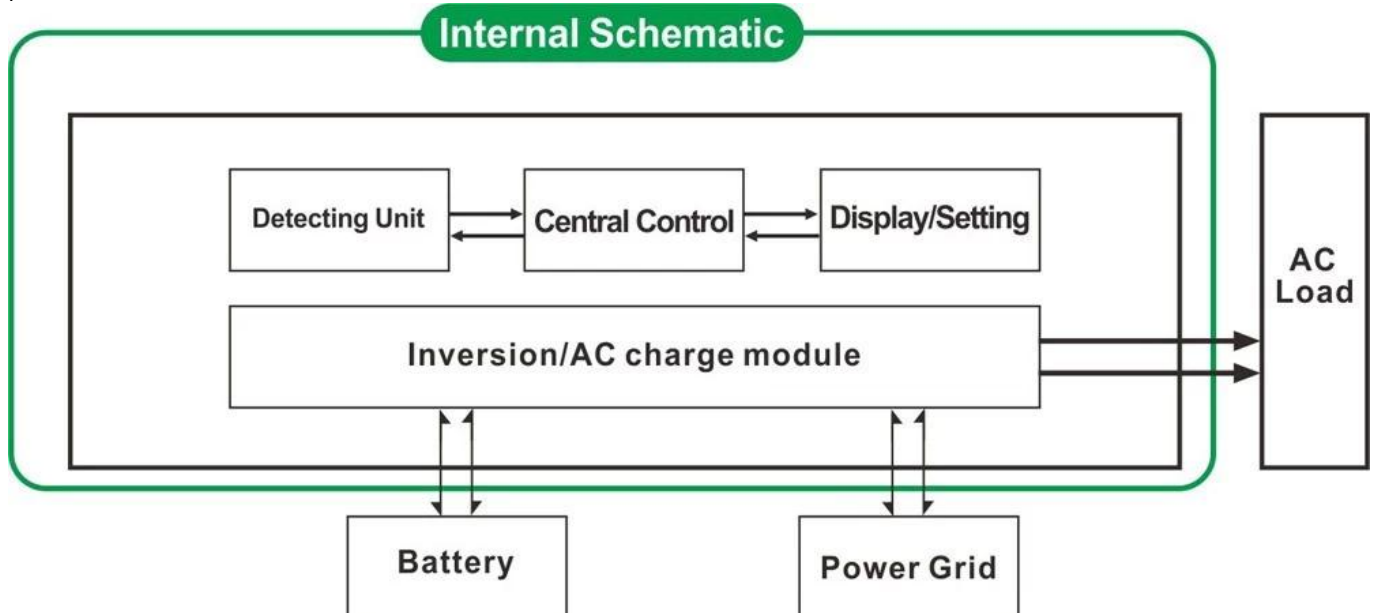 Internal Schematic
Detecting Unit
Central Control
Display/Setting
AC
Load
Inversion/AC charge module
Battery
Power Grid